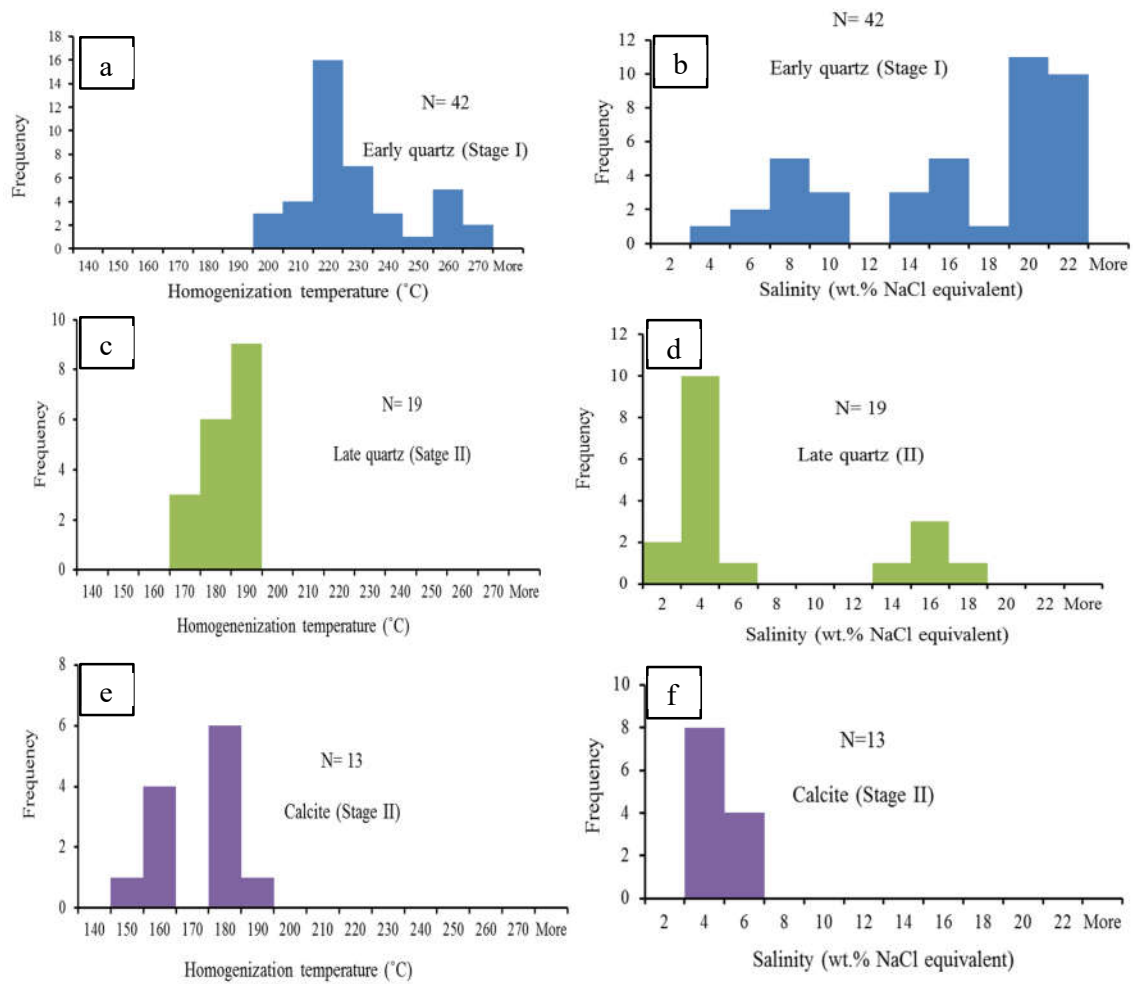 a
Frequency
18
16
14
12
10
8
6
4
2
0
N= 42
Early quartz (Stage I)
140 150 160 170 180 190 200 210 220 230 240 250 260 270 More
Homogenization temperature (˚C)
b
Frequency
12
10
8
6
4
2
0
N= 42
Early quartz (Stage I)
2 4 6 8 10 12 14 16 18 20 22 More
Salinity (wt.% NaCl equivalent)
c
Frequency
10
8
6
4
2
0
N= 19
Late quartz (Satge II)
140 150 160 170 180 190 200 210 220 230 240 250 260 270 More
Homogenenization temperature (˚C)
d
Frequency
12
10
8
6
4
2
0
N= 19
Late quartz (II)
2 4 6 8 10 12 14 16 18 20 22 More
Salinity (wt.% NaCl equivalent)
e
Frequency
8
6
4
2
0
N= 13
Calcite (Stage II)
140 150 160 170 180 190 200 210 220 230 240 250 260 270 More
Homogenization temperature (˚C)
f
Frequency
10
8
6
4
2
0
N=13
Calcite (Stage II)
2 4 6 8 10 12 14 16 18 20 22 More
Salinity (wt.% NaCl equivalent)